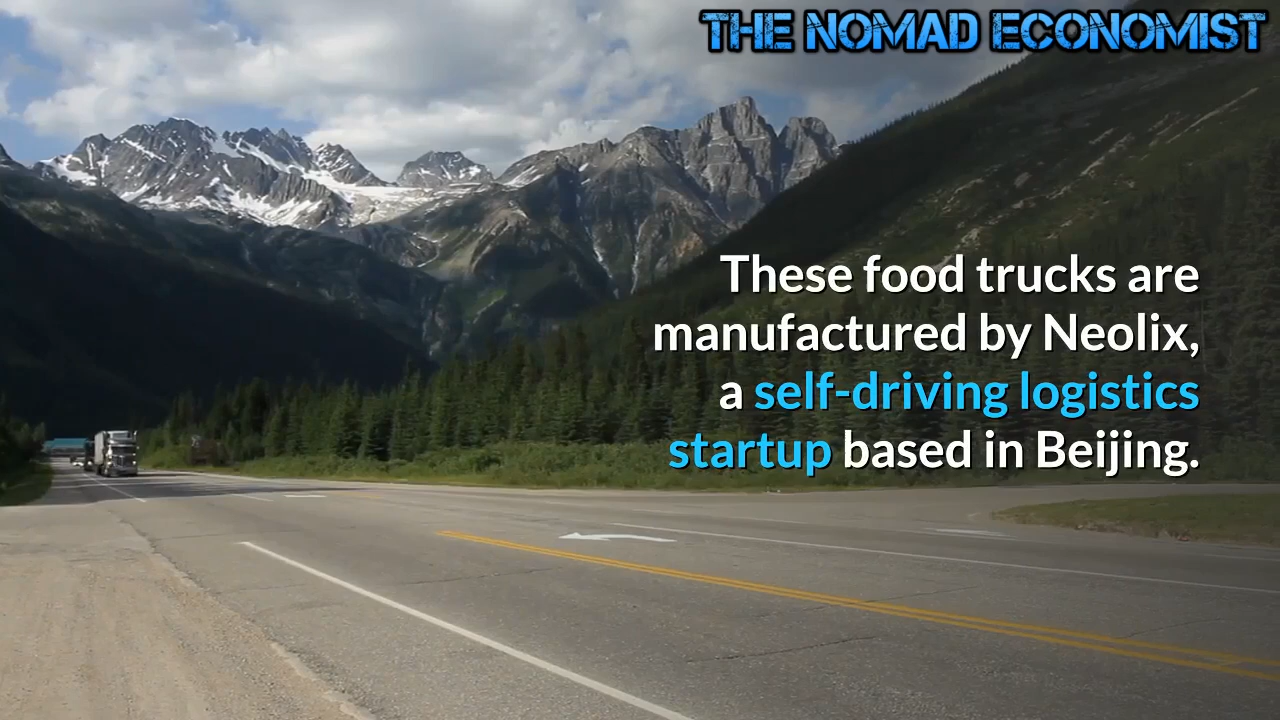 THE NOMAD ECONOMIST
These food trucks are
manufactured by Neolix,
a self-driving logistics
startup based in Beijing.